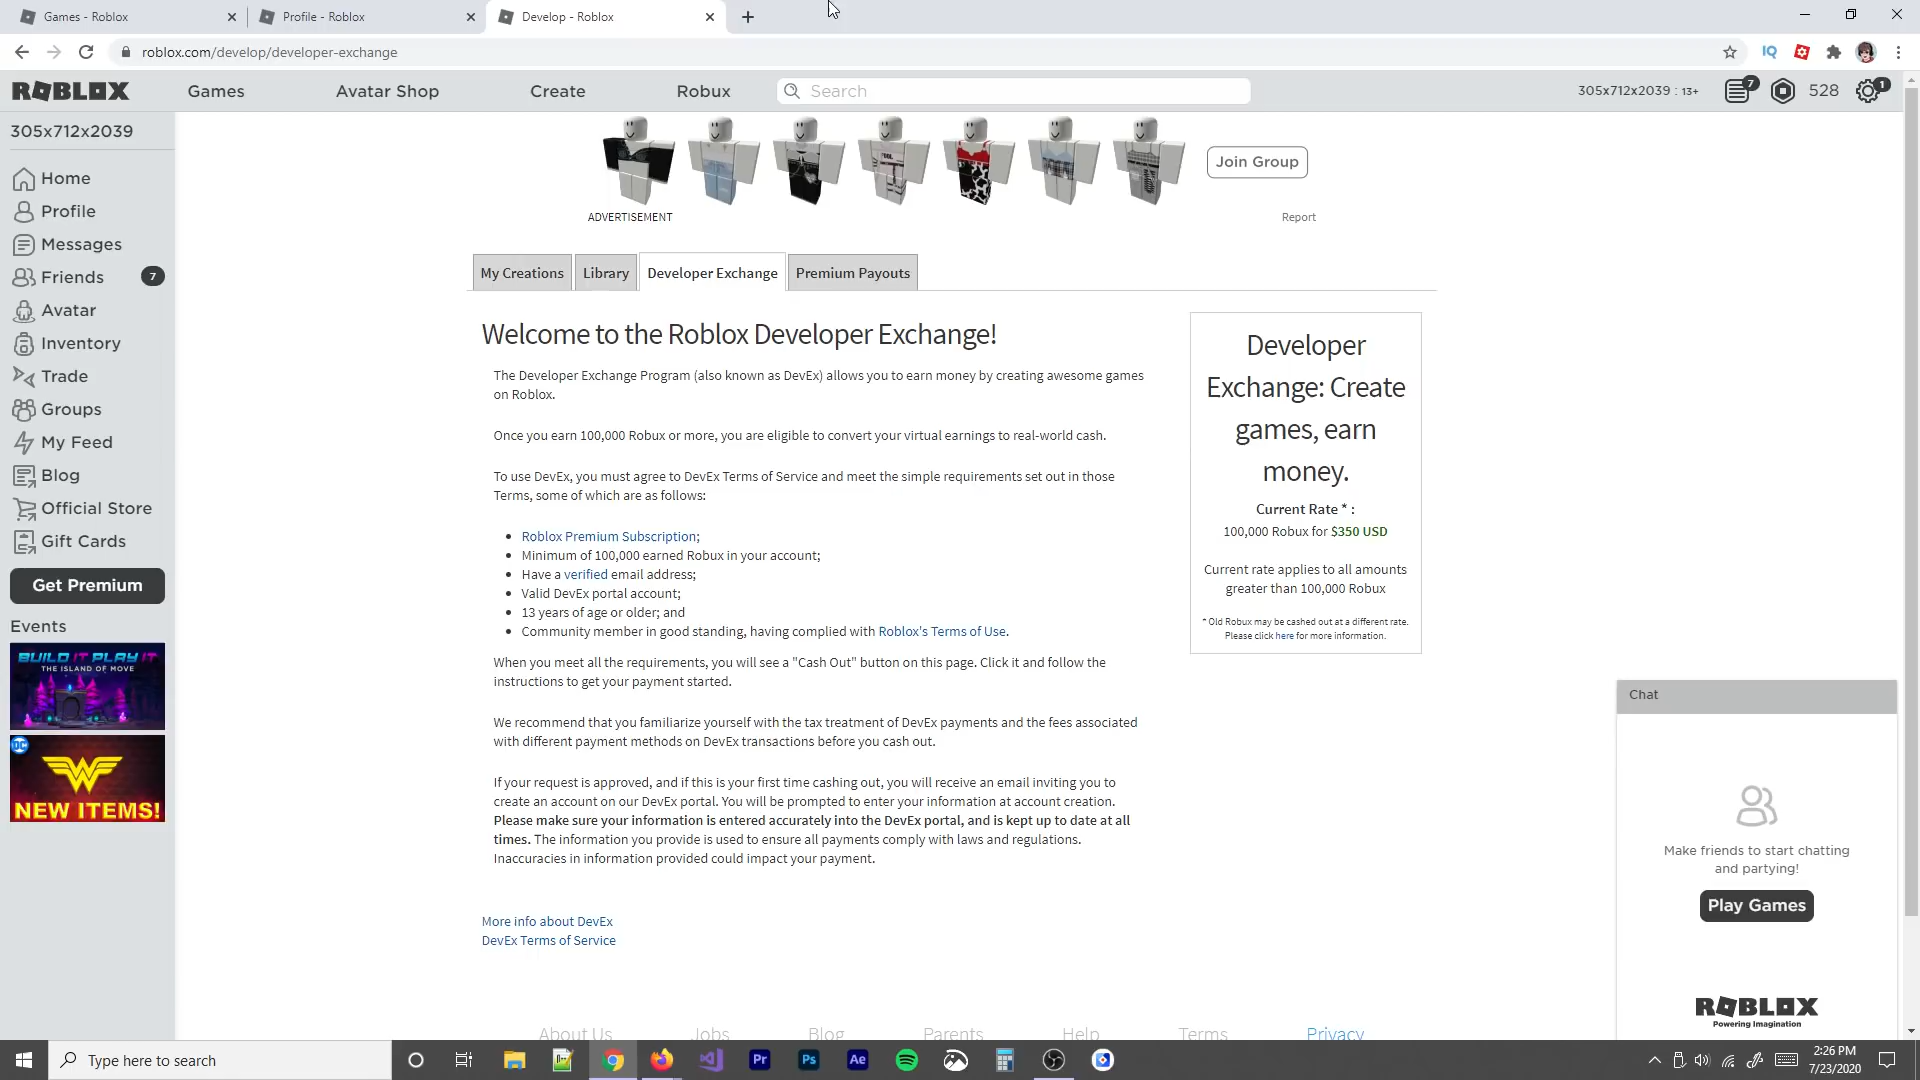 Games - Roblox
Profile - Roblox
Develop - Roblox
roblox.com/develop/developer-exchange
IQ
ROBLOX
Games
Avatar Shop
Create
Robux
Search
305x712x2039 : 13+
7
528
1
305x712x2039
Home
Profile
Messages
Friends
7
Avatar
Inventory
Trade
Groups
My Feed
Blog
Official Store
Gift Cards
Get Premium
Events
BUILD IT PLAY IT
THE ISLAND OF MOVE
DC
NEW ITEMS!
Join Group
ADVERTISEMENT
Report
My Creations
Library
Developer Exchange
Premium Payouts
Welcome to the Roblox Developer Exchange!
The Developer Exchange Program (also known as DevEx) allows you to earn money by creating awesome games
on Roblox.
Once you earn 100,000 Robux or more, you are eligible to convert your virtual earnings to real-world cash.
To use DevEx, you must agree to DevEx Terms of Service and meet the simple requirements set out in those
Terms, some of which are as follows:
Roblox Premium Subscription;
Minimum of 100,000 earned Robux in your account;
Have a verified email address;
Valid DevEx portal account;
13 years of age or older; and
Community member in good standing, having complied with Roblox's Terms of Use.
When you meet all the requirements, you will see a "Cash Out" button on this page. Click it and follow the
instructions to get your payment started.
We recommend that you familiarize yourself with the tax treatment of DevEx payments and the fees associated
with different payment methods on DevEx transactions before you cash out.
If your request is approved, and if this is your first time cashing out, you will receive an email inviting you to
create an account on our DevEx portal. You will be prompted to enter your information at account creation.
Please make sure your information is entered accurately into the DevEx portal, and is kept up to date at all
times. The information you provide is used to ensure all payments comply with laws and regulations.
Inaccuracies in information provided could impact your payment.
More info about DevEx
DevEx Terms of Service
Developer
Exchange: Create
games, earn
money.
Current Rate * :
100,000 Robux for $350 USD
Current rate applies to all amounts
greater than 100,000 Robux
* Old Robux may be cashed out at a different rate.
Please click here for more information.
Chat
Make friends to start chatting
and partying!
Play Games
ROBLOX
Powering Imagination
About Us
Jobs
Blog
Parents
Help
Terms
Privacy
Type here to search
Pr
Ps
Ae
2:26 PM
7/23/2020